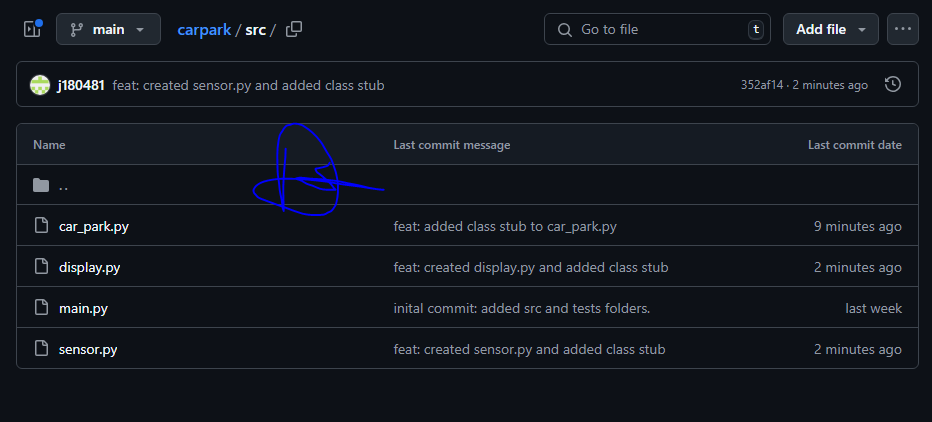 main carpark / src / Go to file t Add file
j180481 feat: created sensor.py and added class stub 352af14 · 2 minutes ago
Name Last commit message Last commit date
..
car_park.py feat: added class stub to car_park.py 9 minutes ago
display.py feat: created display.py and added class stub 2 minutes ago
main.py inital commit: added src and tests folders. last week
sensor.py feat: created sensor.py and added class stub 2 minutes ago